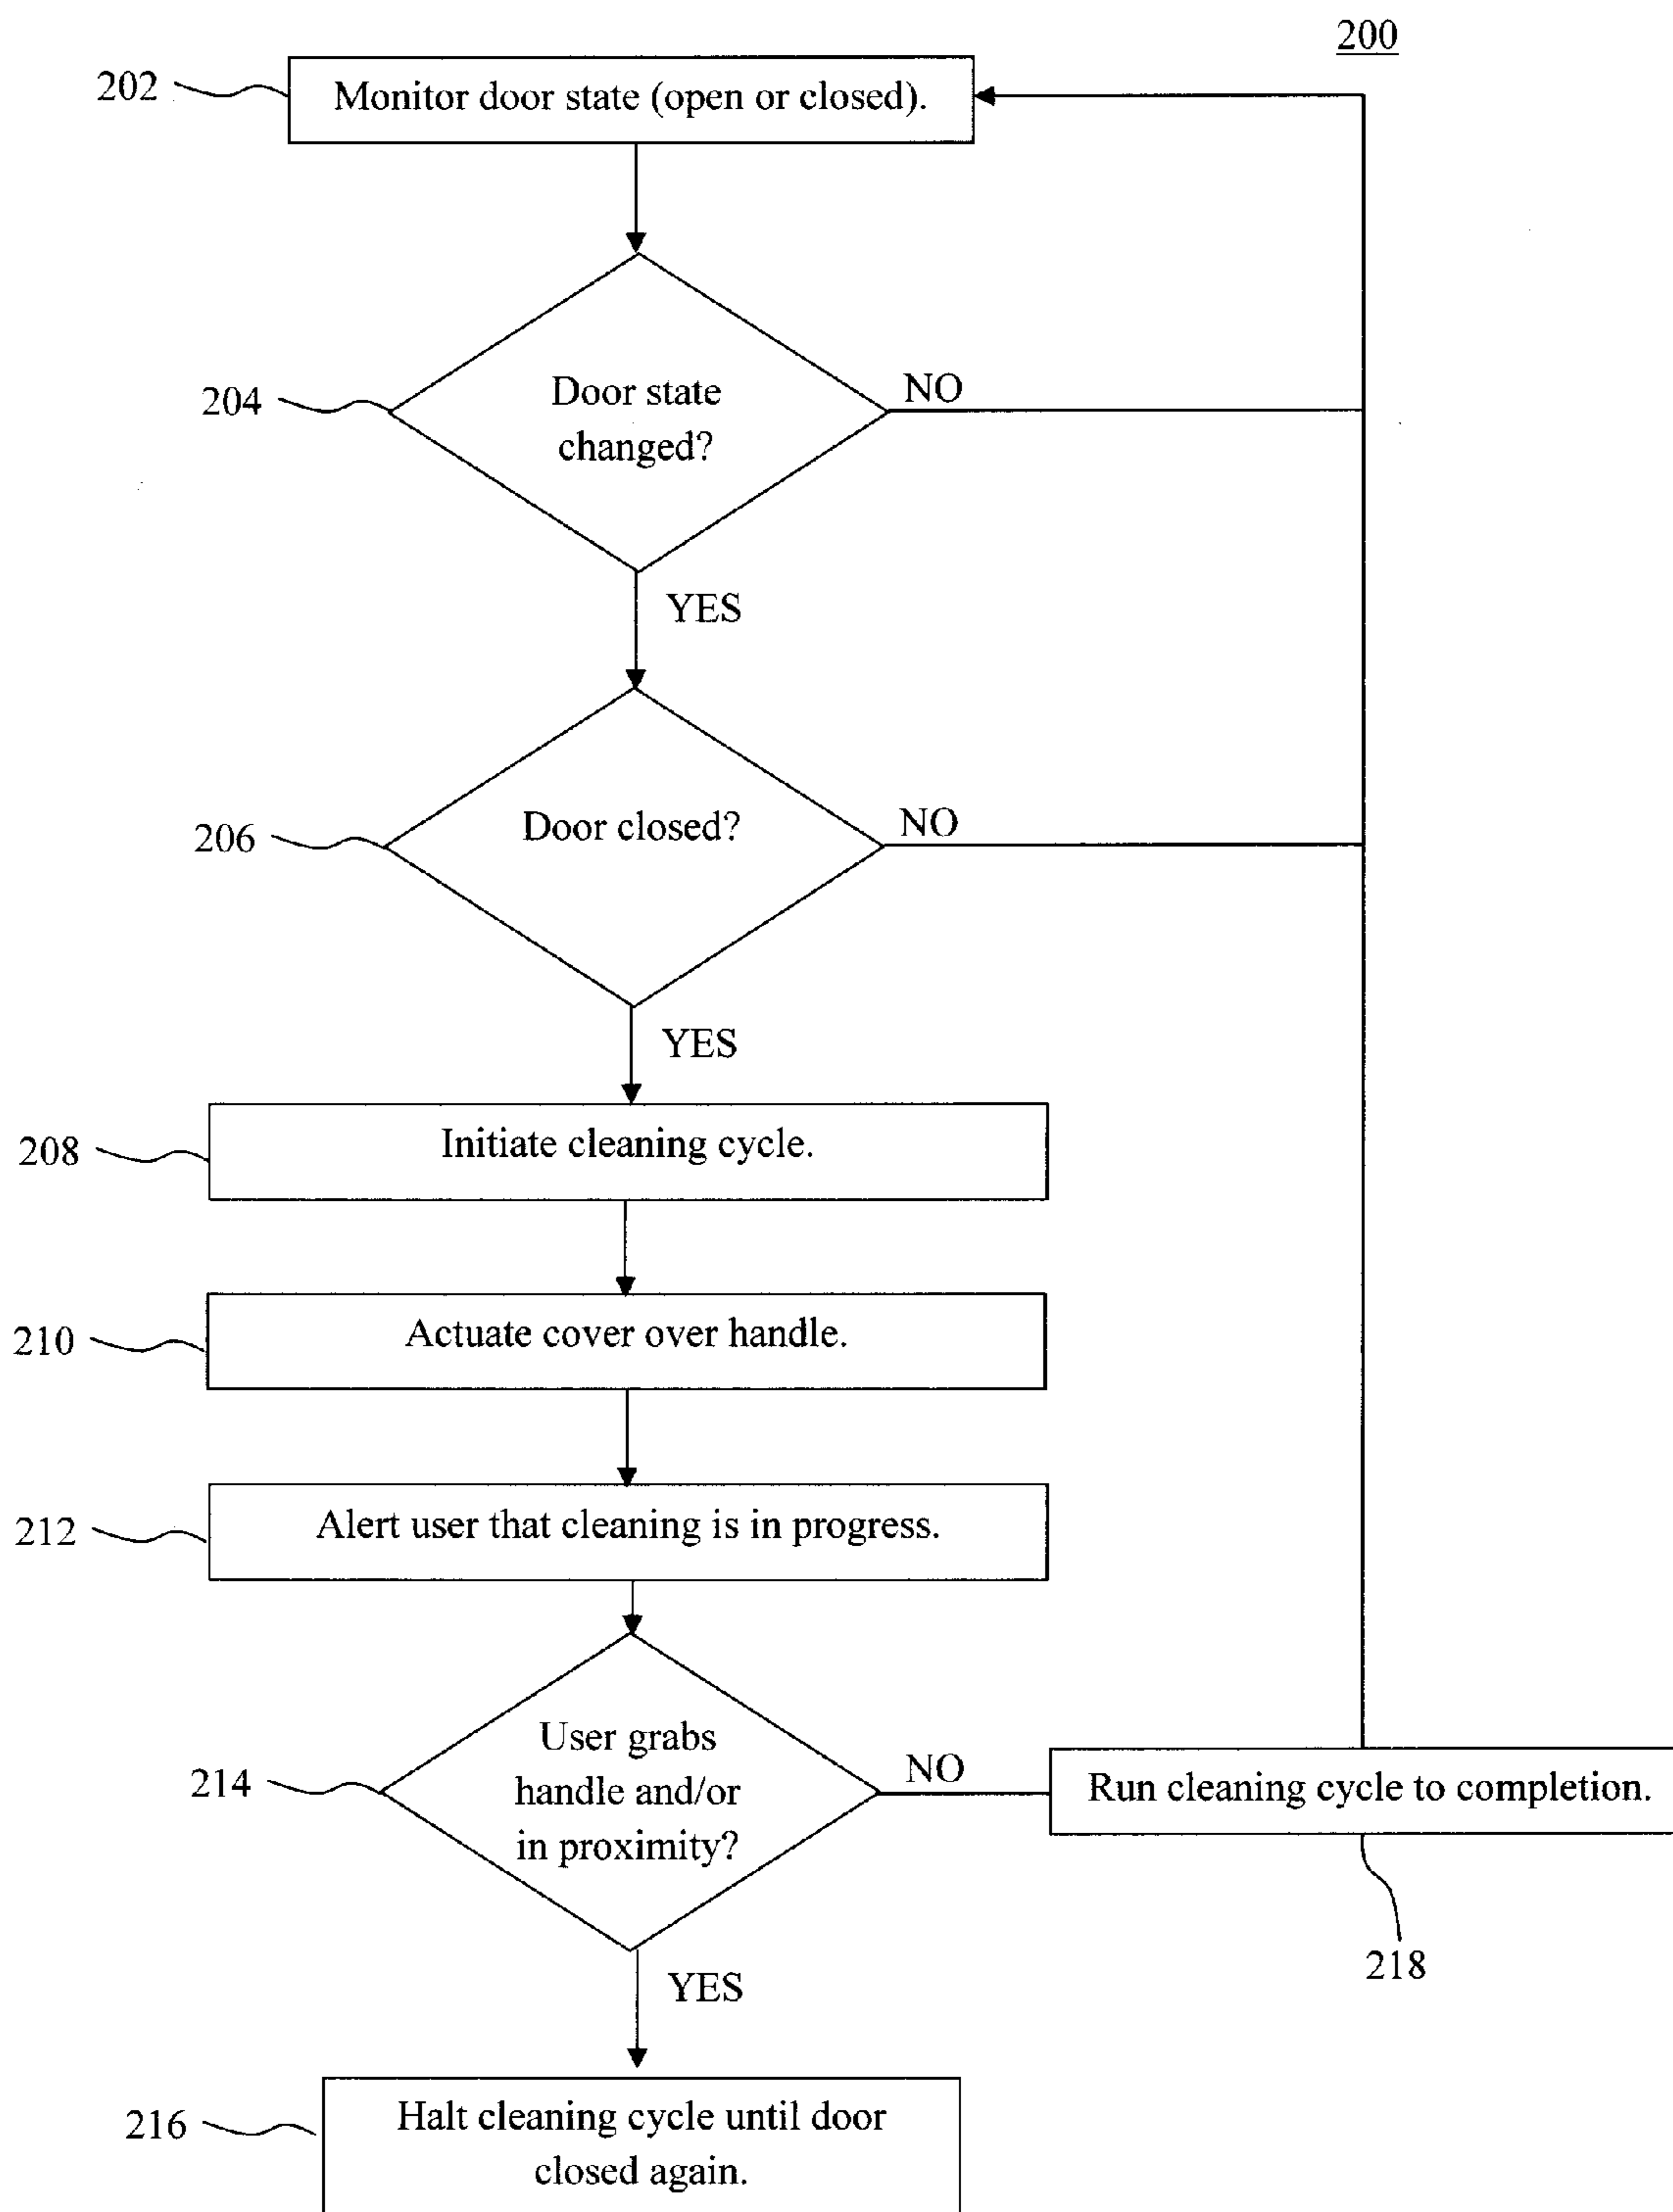 200
202
Monitor door state (open or closed).
204
Door state
changed?
NO
YES
206
Door closed?
NO
YES
208
Initiate cleaning cycle.
210
Actuate cover over handle.
212
Alert user that cleaning is in progress.
214
User grabs
handle and/or
in proximity?
NO
Run cleaning cycle to completion.
218
YES
216
Halt cleaning cycle until door
closed again.